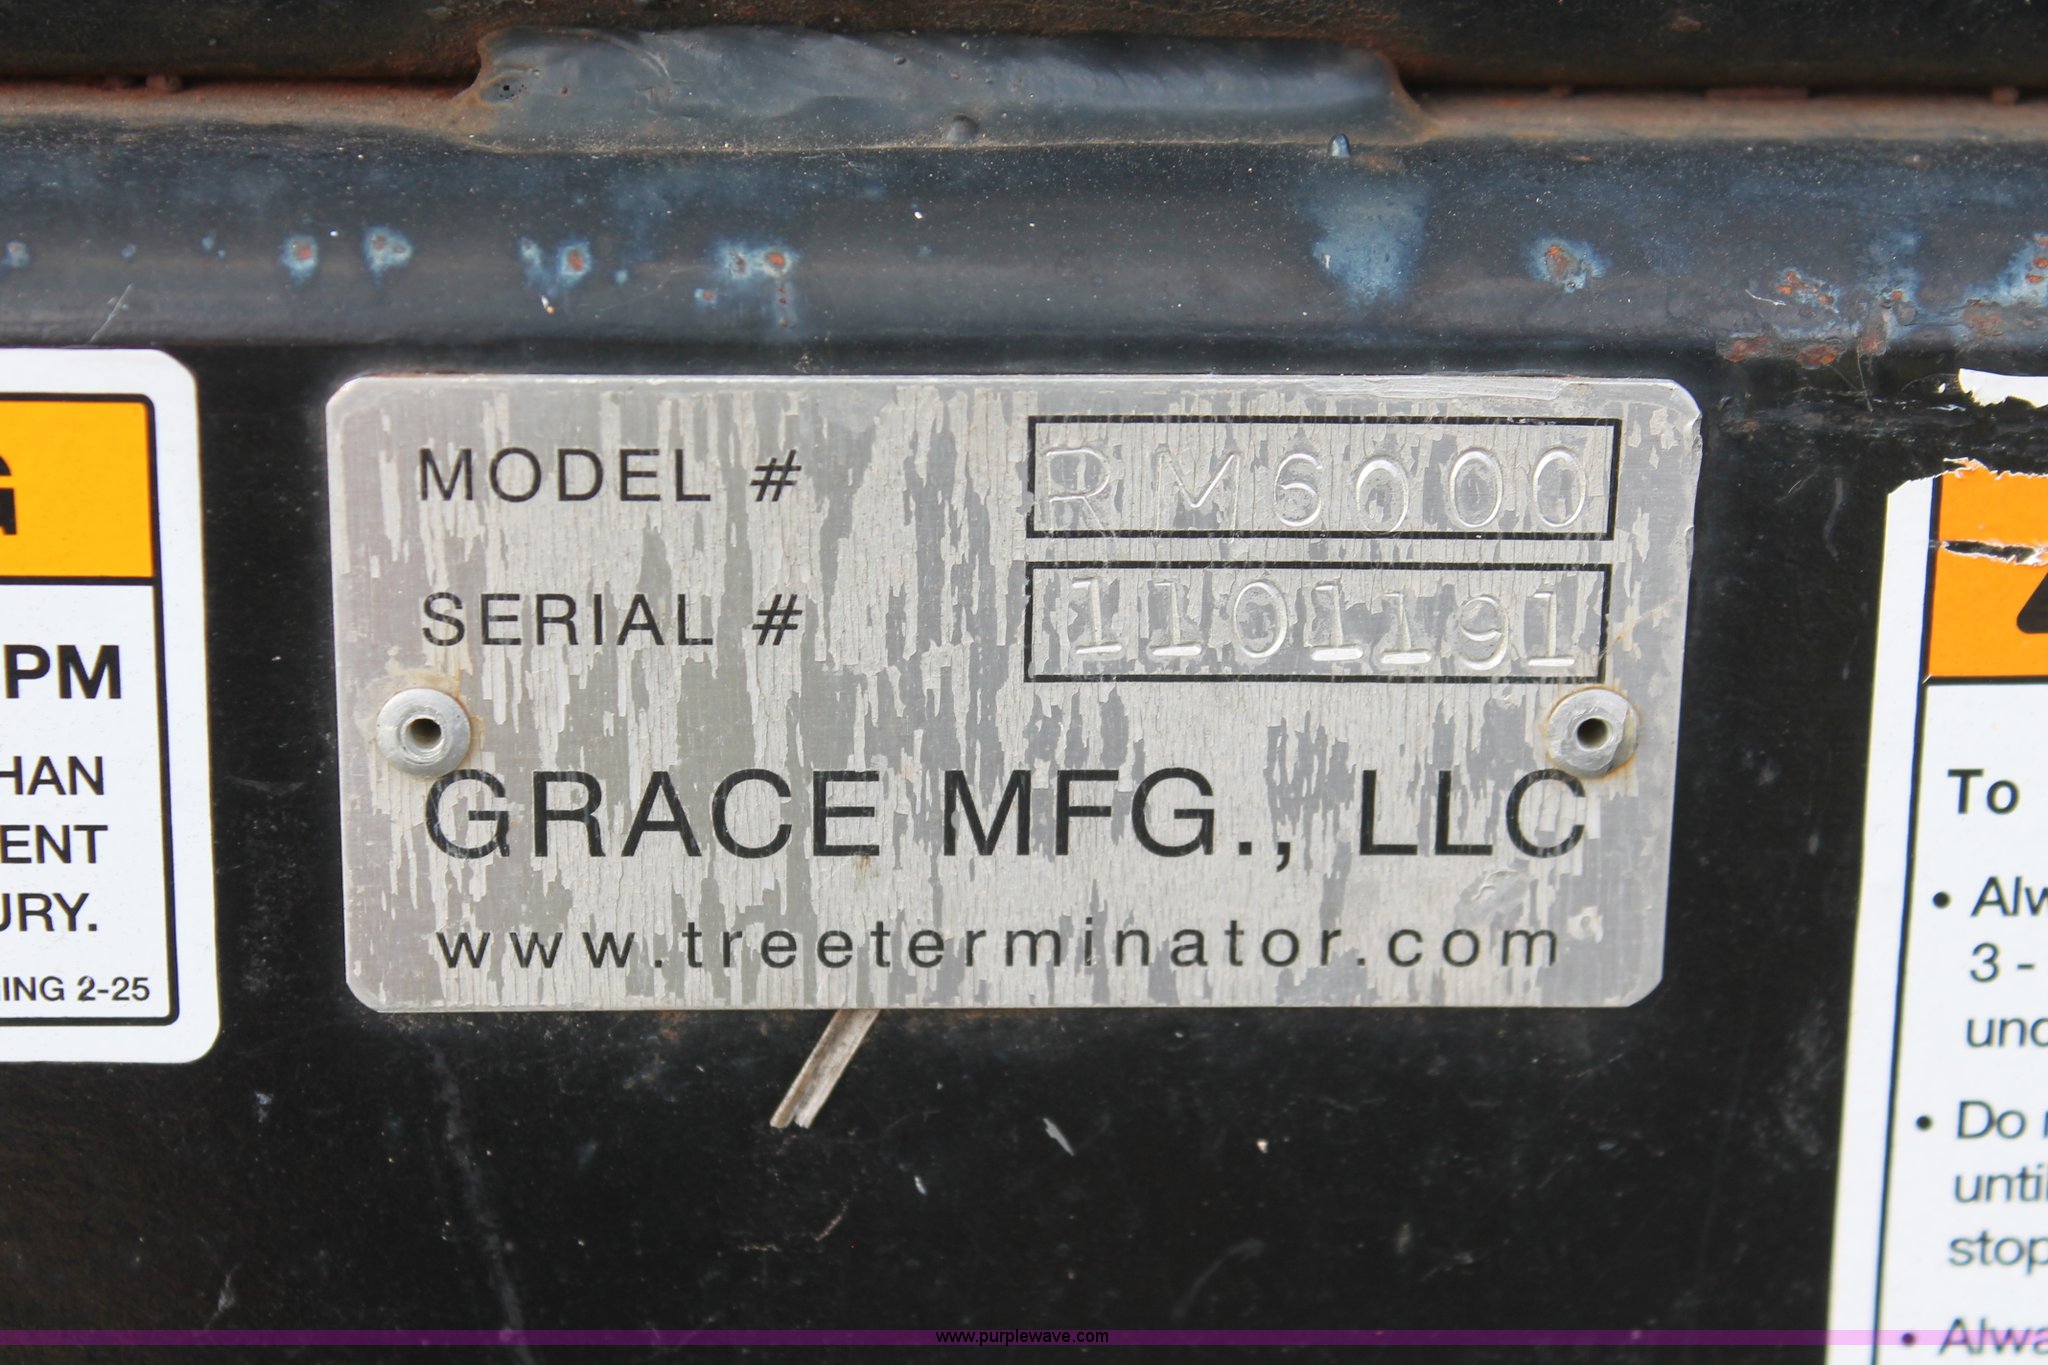 G
PM
HAN
ENT
URY.
ING 2-25
MODEL # RM6000
SERIAL # 1101191
GRACE MFG., LLC
www.treeterminator.com
To
• Alw
3 -
und
• Do
until
stop
• Alwa
www.purplewave.com